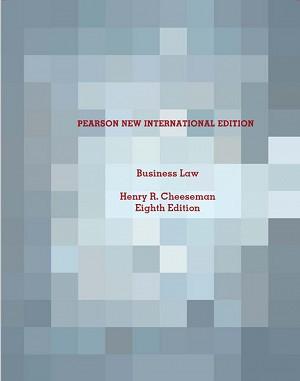 PEARSON NEW INTERNATIONAL EDITION
Business Law
Henry R. Cheeseman
Eighth Edition